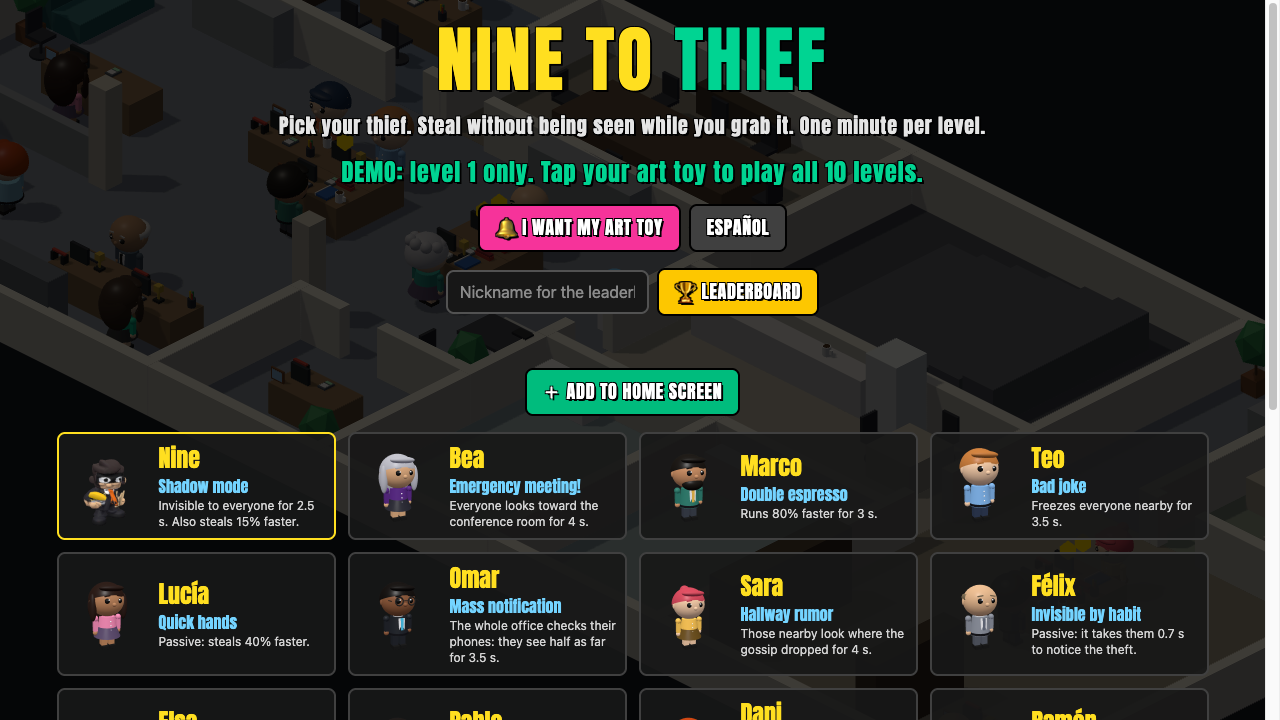 NINE TO THIEF
Pick your thief. Steal without being seen while you grab it. One minute per level.
DEMO: level 1 only. Tap your art toy to play all 10 levels.
🔔 I WANT MY ART TOY
ESPAÑOL
Nickname for the leader
🏆 LEADERBOARD
＋ ADD TO HOME SCREEN
Nine
Shadow mode
Invisible to everyone for 2.5
s. Also steals 15% faster.
Bea
Emergency meeting!
Everyone looks toward the
conference room for 4 s.
Marco
Double espresso
Runs 80% faster for 3 s.
Teo
Bad joke
Freezes everyone nearby for
3.5 s.
Lucía
Quick hands
Passive: steals 40% faster.
Omar
Mass notification
The whole office checks their
phones: they see half as far
for 3.5 s.
Sara
Hallway rumor
Those nearby look where the
gossip dropped for 4 s.
Félix
Invisible by habit
Passive: it takes them 0.7 s
to notice the theft.
Dani